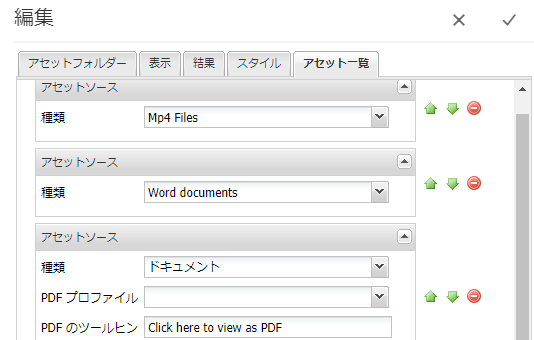 編集
アセットフォルダー 表示 結果 スタイル アセット一覧
アセットソース
種類 Mp4 Files
アセットソース
種類 Word documents
アセットソース
種類 ドキュメント
PDF プロファイル
PDF のツールヒン Click here to view as PDF